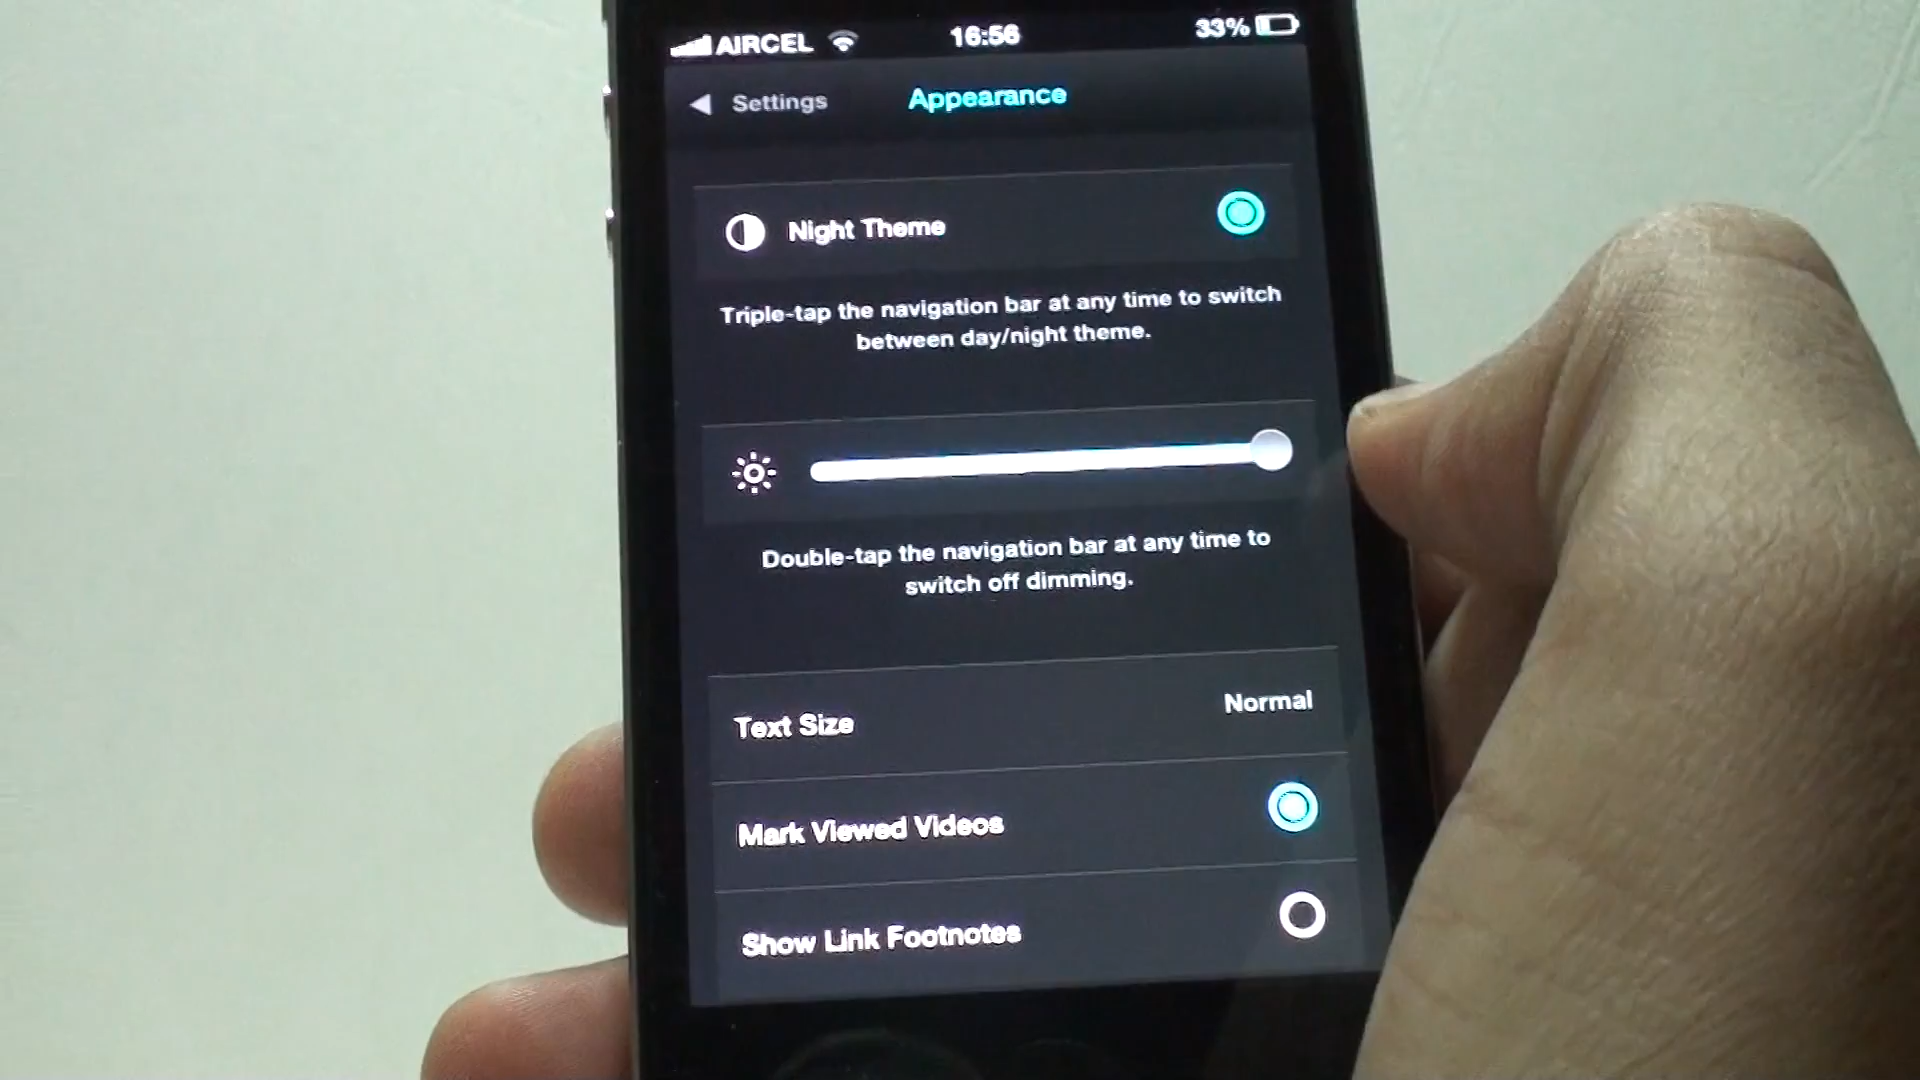 AIRCEL 16:56 33%
Settings Appearance
Night Theme
Triple-tap the navigation bar at any time to switch
between day/night theme.
Double-tap the navigation bar at any time to
switch off dimming.
Text Size Normal
Mark Viewed Videos
Show Link Footnotes